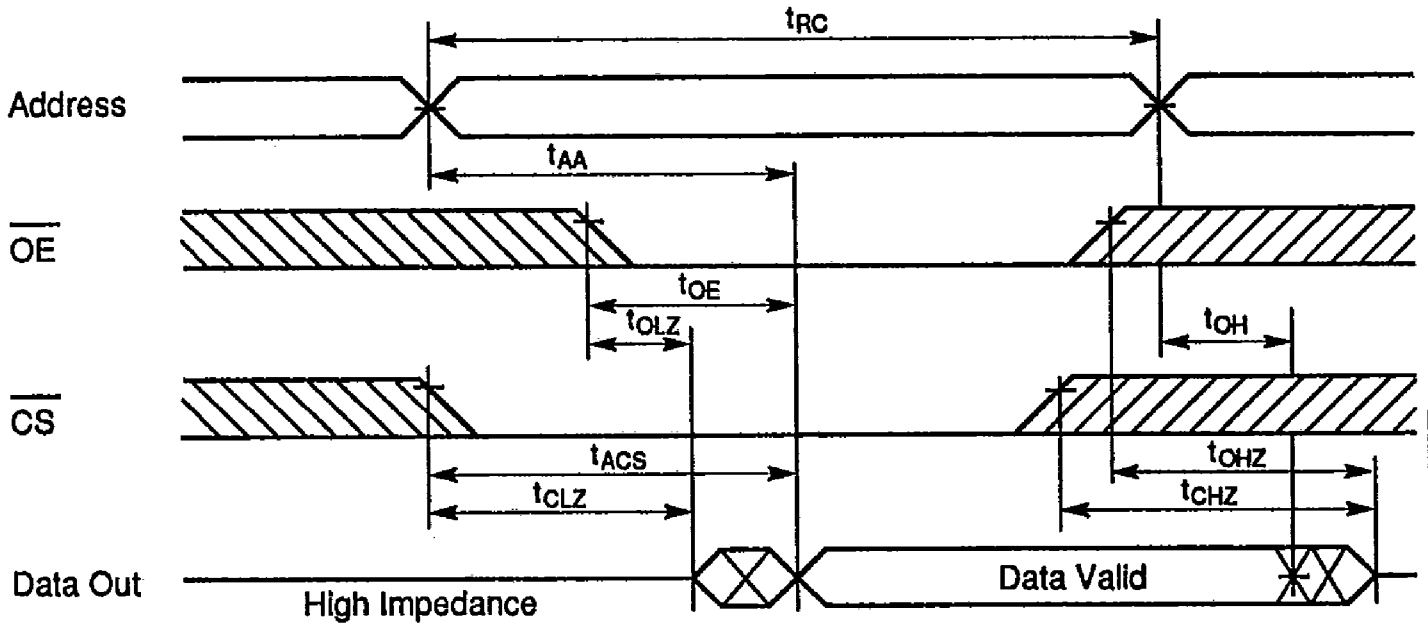 tRC
Address
tAA
OE
tOE
tOLZ
tOH
CS
tACS
tOHZ
tCLZ
tCHZ
Data Out
High Impedance
Data Valid